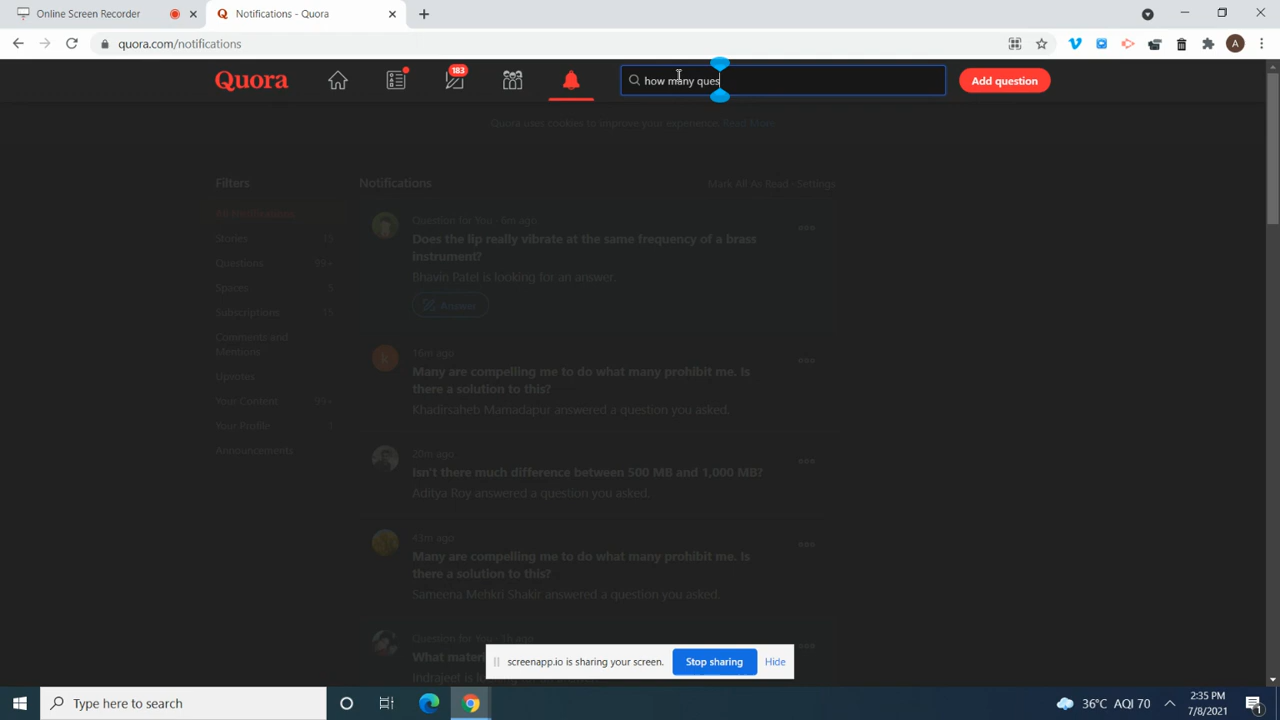 Online Screen Recorder
Notifications - Quora
quora.com/notifications
A
Quora
183
how many ques
Add question
Quora uses cookies to improve your experience. Read More
Filters
Notifications
Mark All As Read · Settings
All Notifications
Stories
Questions 99+
Spaces
Subscriptions
Comments and
Mentions
Upvotes
Your Content 99+
Your Profile
Announcements
Question for You · 6m ago
Does the lip really vibrate at the same frequency of a brass
instrument?
Bhavin Patel is looking for an answer.
Answer
16m ago
Many are compelling me to do what many prohibit me. Is
there a solution to this?
Khadirsaheb Mamadapur answered a question you asked.
20m ago
Isn't there much difference between 500 MB and 1,000 MB?
Aditya Roy answered a question you asked.
Many are compelling me to do what many prohibit me. Is
there a solution to this?
Sameena Mehkri Shakir answered a question you asked.
Question for You · 1h ago
screenapp.io is sharing your screen.
Stop sharing
Hide
Type here to search
36°C AQI 70
2:35 PM
7/8/2021
1